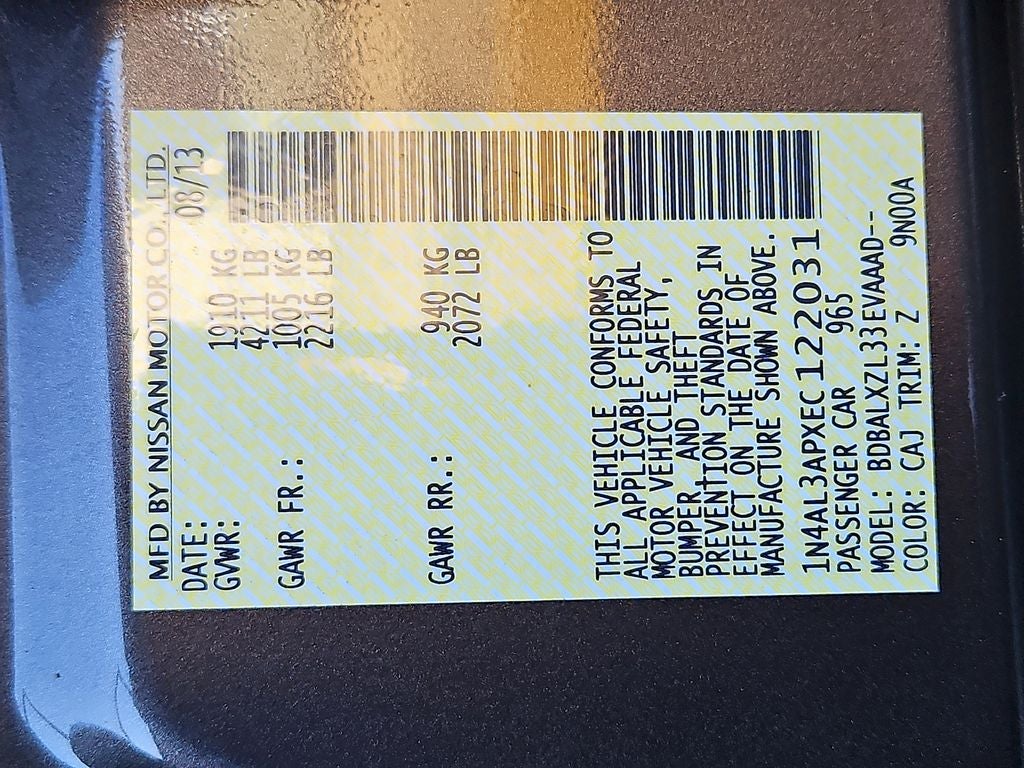 MFD BY NISSAN MOTOR CO., LTD.
DATE: 08/13
GVWR: 1910 KG
4211 LB
GAWR FR.: 1005 KG
2216 LB
GAWR RR.: 940 KG
2072 LB
THIS VEHICLE CONFORMS TO
ALL APPLICABLE FEDERAL
MOTOR VEHICLE SAFETY,
BUMPER, AND THEFT
PREVENTION STANDARDS IN
EFFECT ON THE DATE OF
MANUFACTURE SHOWN ABOVE.
1N4AL3APXEC122031
PASSENGER CAR 965
MODEL: BDBALXZL33EVAAAD--
COLOR: CAJ TRIM: Z 9N00A